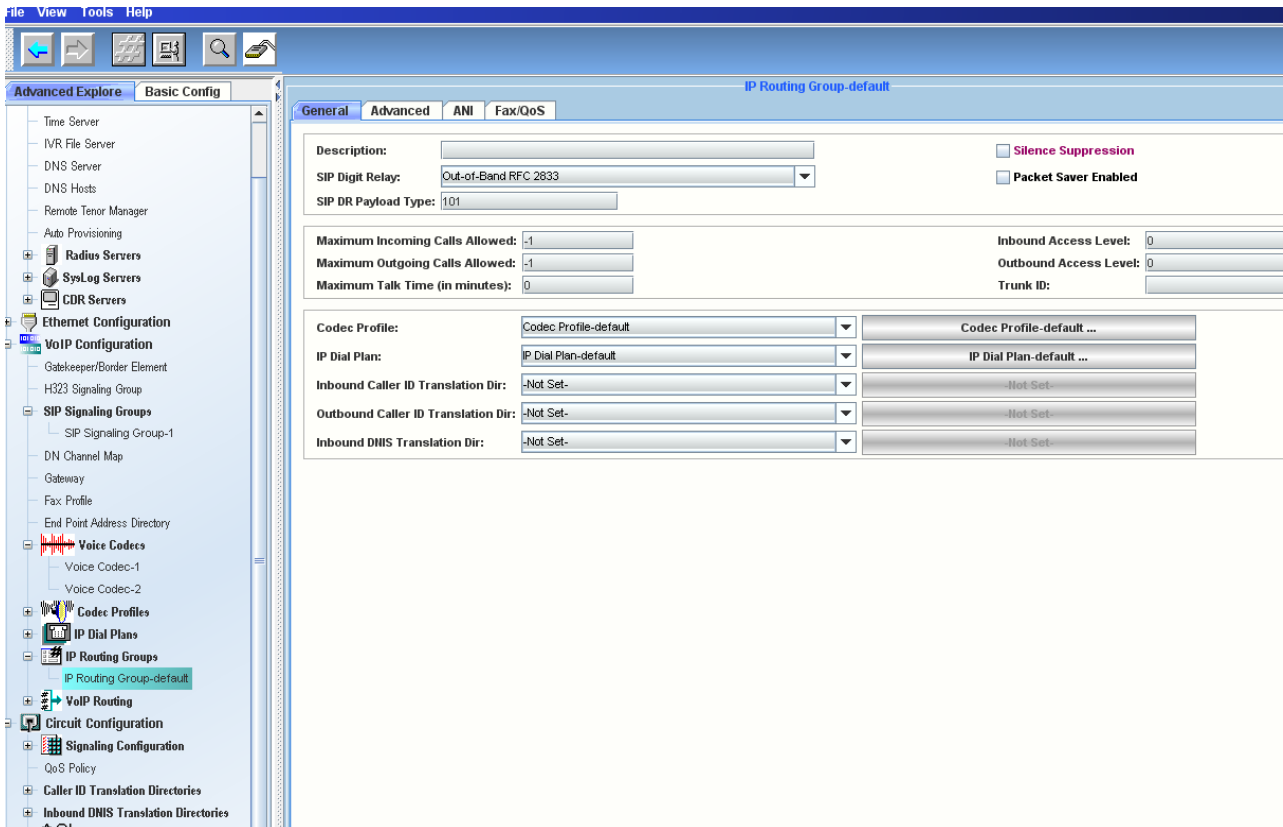 File View Tools Help
Advanced Explore Basic Config
Time Server
IVR File Server
DNS Server
DNS Hosts
Remote Tenor Manager
Auto Provisioning
Radius Servers
SysLog Servers
CDR Servers
Ethernet Configuration
VoIP Configuration
Gatekeeper/Border Element
H323 Signaling Group
SIP Signaling Groups
SIP Signaling Group-1
DN Channel Map
Gateway
Fax Profile
End Point Address Directory
Voice Codecs
Voice Codec-1
Voice Codec-2
Codec Profiles
IP Dial Plans
IP Routing Groups
IP Routing Group-default
VoIP Routing
Circuit Configuration
Signaling Configuration
QoS Policy
Caller ID Translation Directories
Inbound DNIS Translation Directories
IP Routing Group-default
General Advanced ANI Fax/QoS
Description: Silence Suppression
SIP Digit Relay: Out-of-Band RFC 2833 Packet Saver Enabled
SIP DR Payload Type: 101
Maximum Incoming Calls Allowed: -1 Inbound Access Level: 0
Maximum Outgoing Calls Allowed: -1 Outbound Access Level: 0
Maximum Talk Time (in minutes): 0 Trunk ID:
Codec Profile: Codec Profile-default Codec Profile-default ...
IP Dial Plan: IP Dial Plan-default IP Dial Plan-default ...
Inbound Caller ID Translation Dir: -Not Set- -Not Set-
Outbound Caller ID Translation Dir: -Not Set- -Not Set-
Inbound DNIS Translation Dir: -Not Set- -Not Set-